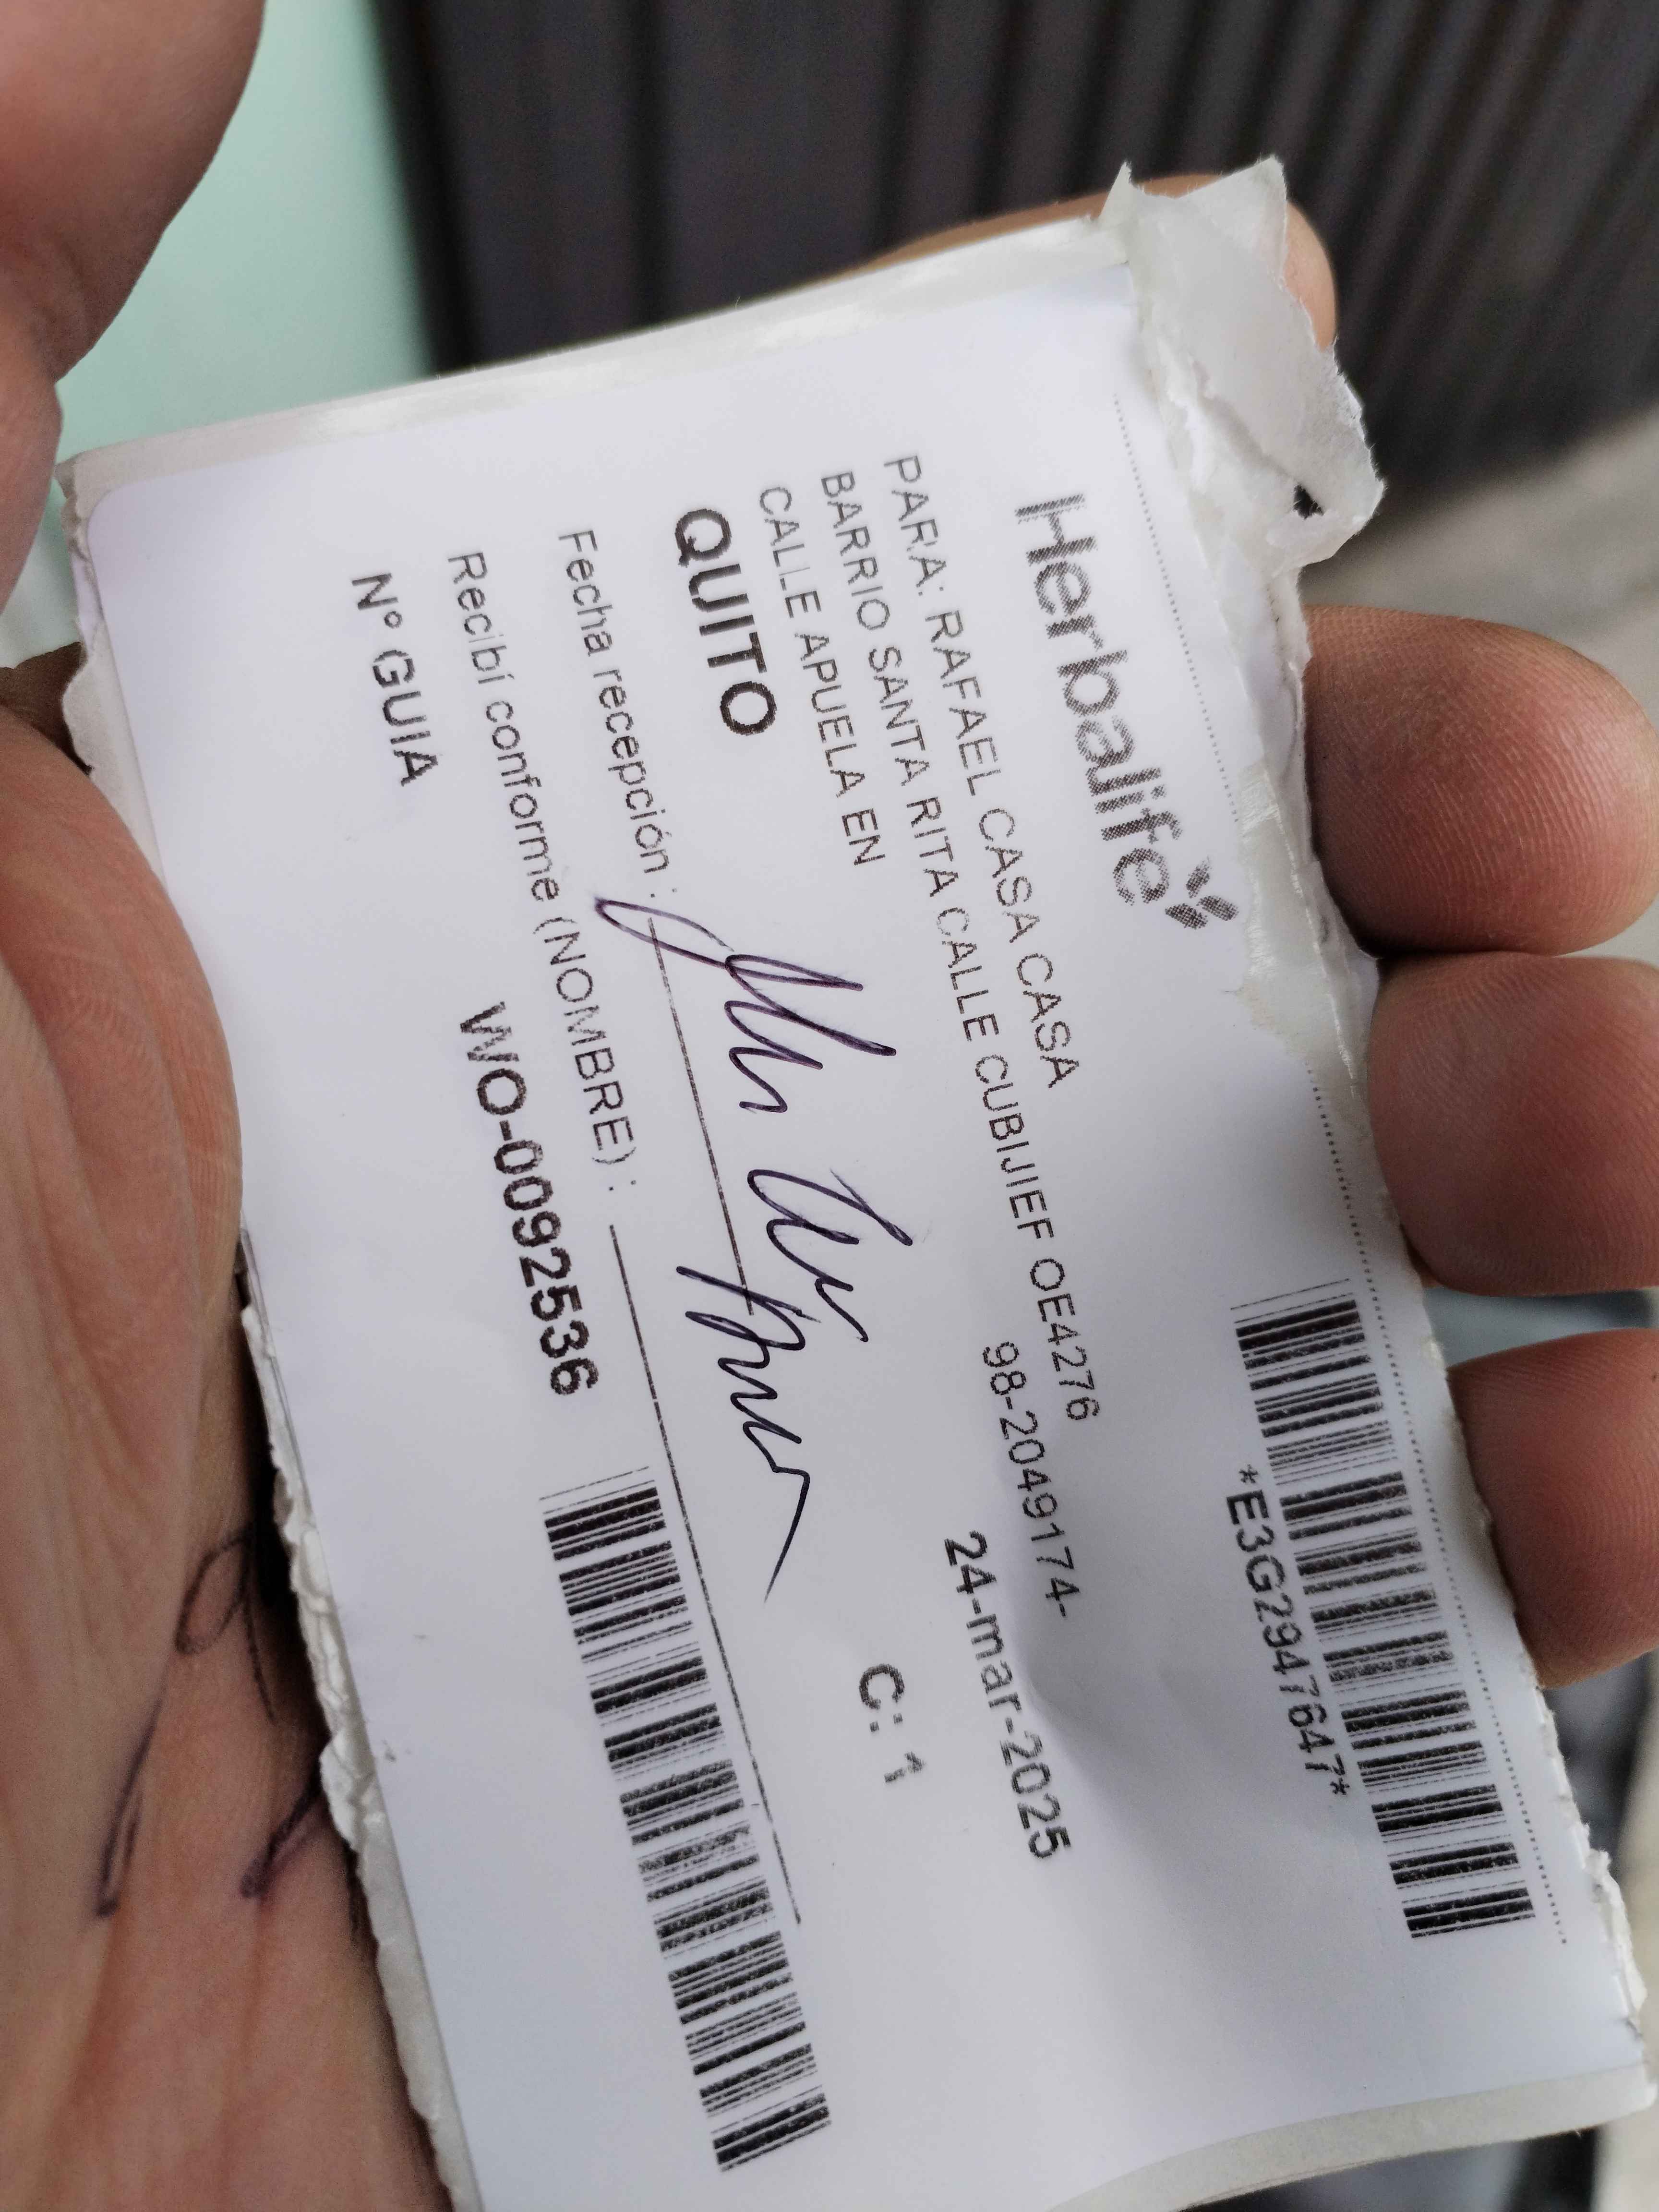 Herbalife
*E3G2947647*
PARA: RAFAEL CASA CASA
BARRIO SANTA RITA CALLE CUBIJIEF OE4276
CALLE APUELA EN
98-2049174-
QUITO
24-mar-2025
Fecha recepción :
C: 1
Recibí conforme (NOMBRE) :
Nº GUIA
WO-0092536